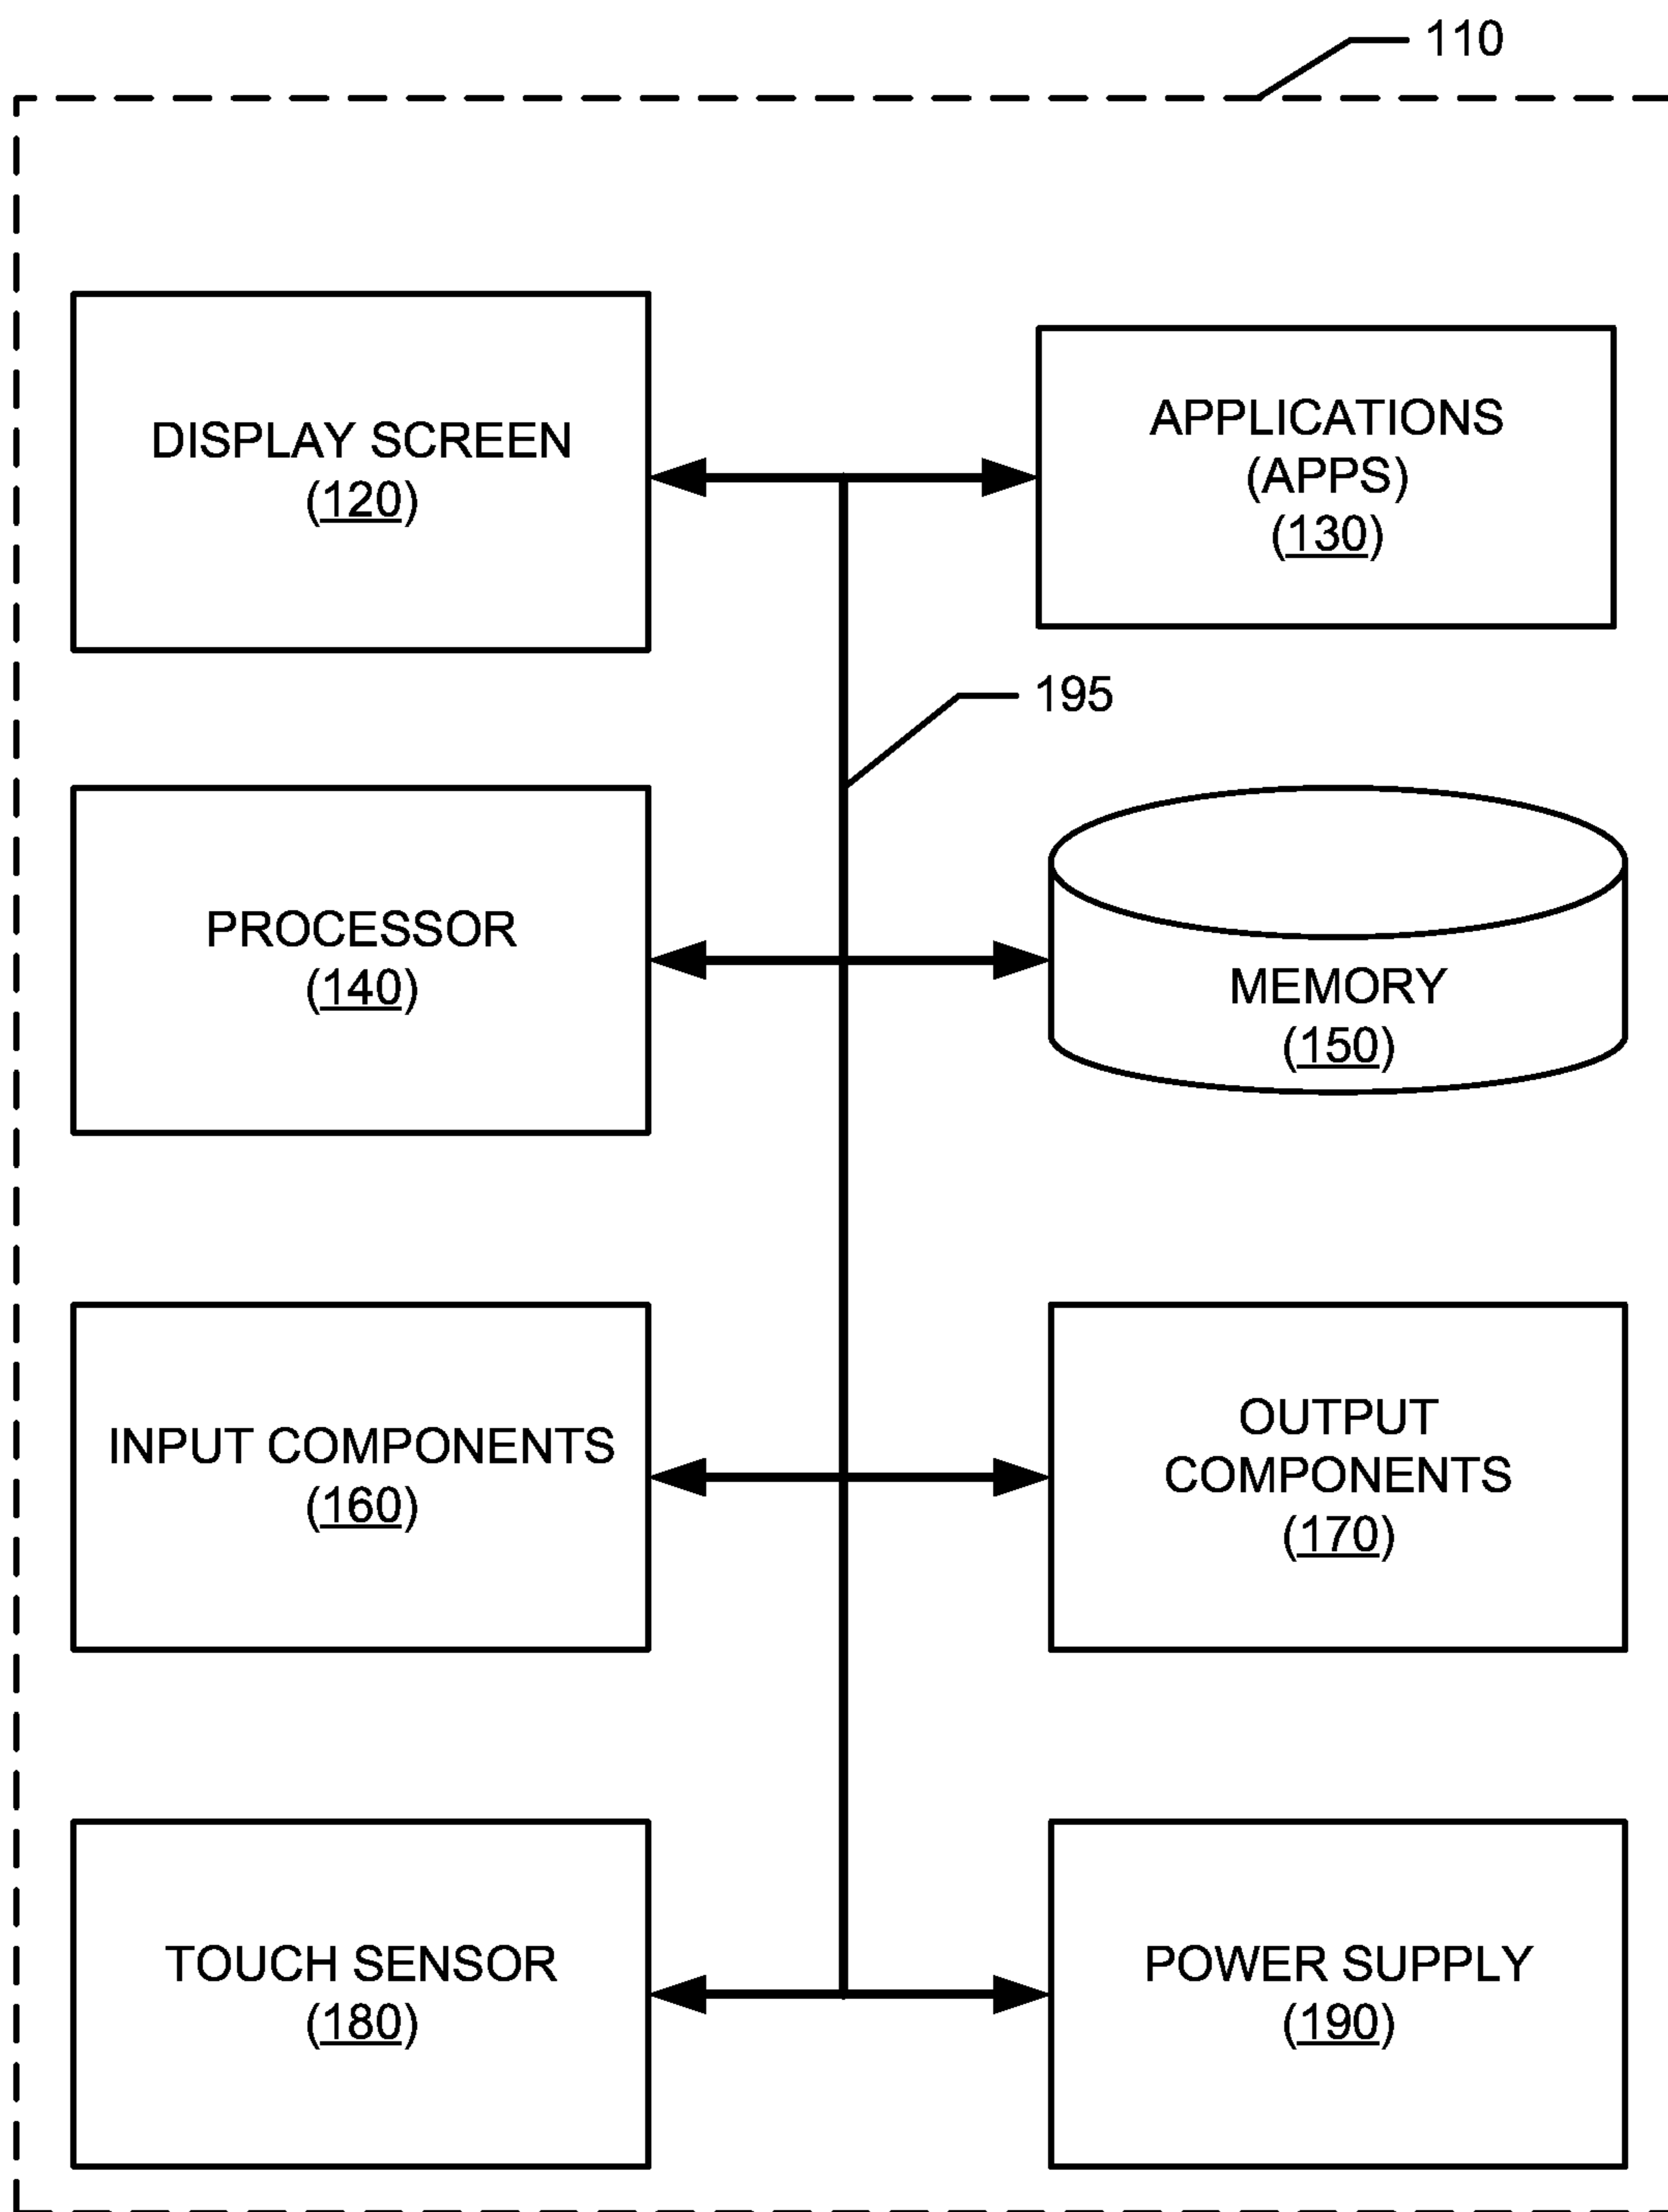 110
DISPLAY SCREEN
(120)
APPLICATIONS
(APPS)
(130)
195
PROCESSOR
(140)
MEMORY
(150)
INPUT COMPONENTS
(160)
OUTPUT
COMPONENTS
(170)
TOUCH SENSOR
(180)
POWER SUPPLY
(190)